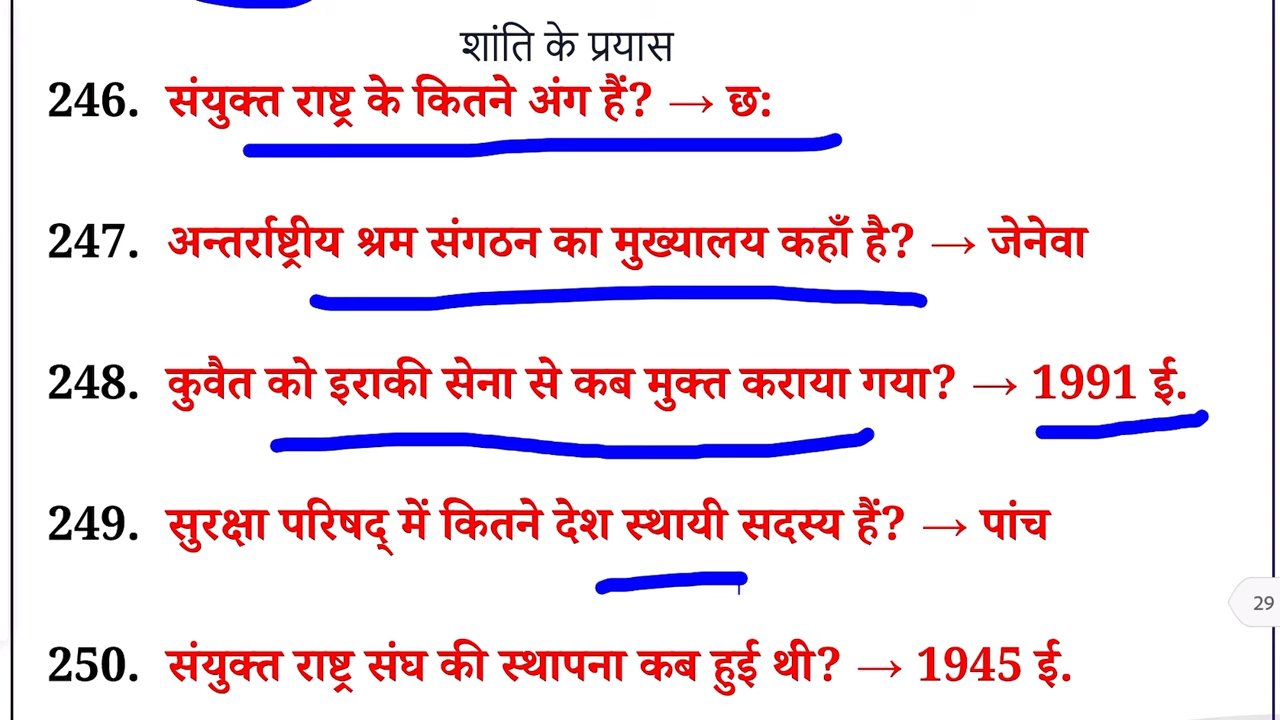 शांति के प्रयास
246. संयुक्त राष्ट्र के कितने अंग हैं? → छ:
247. अन्तर्राष्ट्रीय श्रम संगठन का मुख्यालय कहाँ है? → जेनेवा
248. कुवैत को इराकी सेना से कब मुक्त कराया गया? → 1991 ई.
249. सुरक्षा परिषद् में कितने देश स्थायी सदस्य हैं? → पांच
29
250. संयुक्त राष्ट्र संघ की स्थापना कब हुई थी? → 1945 ई.